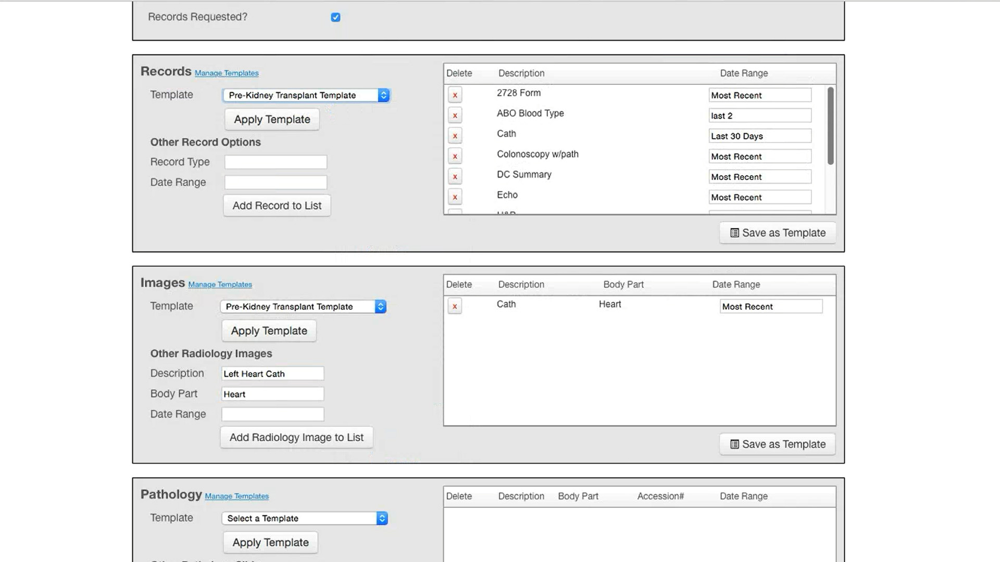 Records Requested?
Records Manage Templates
Template Pre-Kidney Transplant Template
Apply Template
Other Record Options
Record Type
Date Range
Add Record to List
Delete Description Date Range
x 2728 Form Most Recent
x ABO Blood Type last 2
x Cath Last 30 Days
x Colonoscopy w/path Most Recent
x DC Summary Most Recent
x Echo Most Recent
Save as Template
Images Manage Templates
Template Pre-Kidney Transplant Template
Apply Template
Other Radiology Images
Description Left Heart Cath
Body Part Heart
Date Range
Add Radiology Image to List
Delete Description Body Part Date Range
x Cath Heart Most Recent
Save as Template
Pathology Manage Templates
Template Select a Template
Apply Template
Delete Description Body Part Accession# Date Range